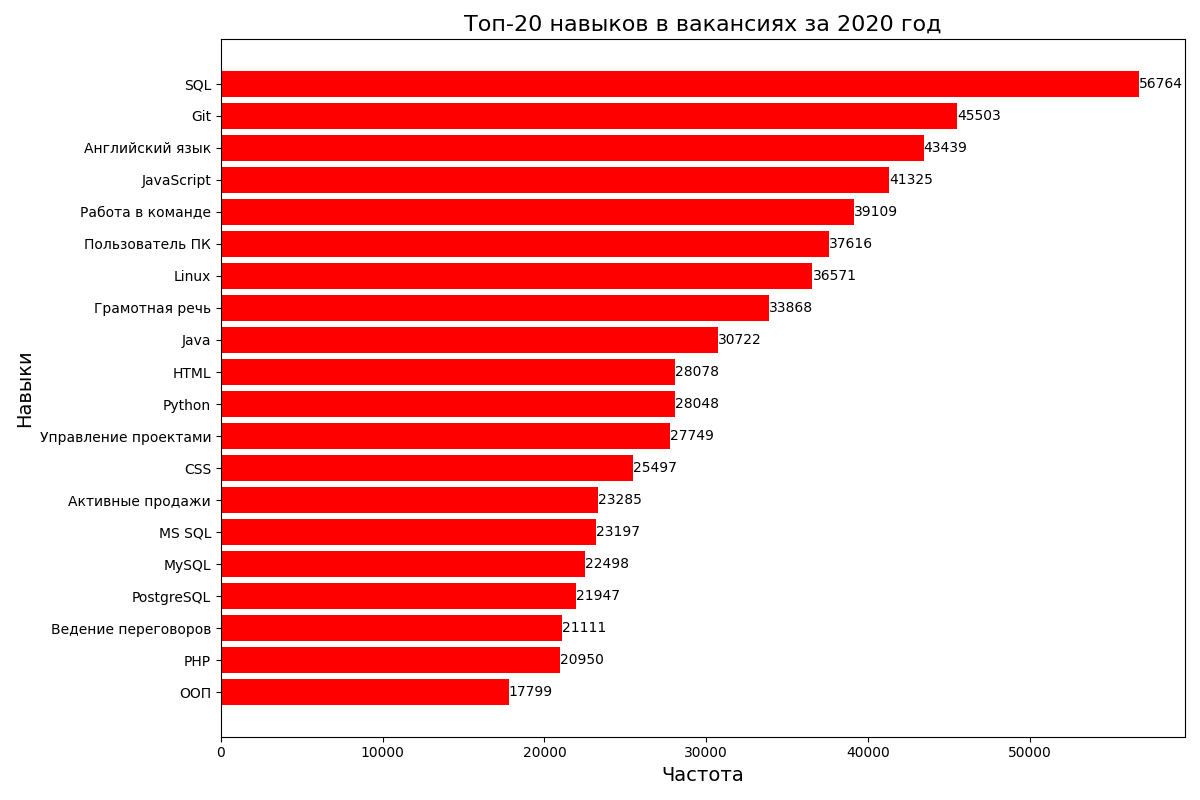 Топ-20 навыков в вакансиях за 2020 год
SQL 56764
Git 45503
Английский язык 43439
JavaScript 41325
Работа в команде 39109
Пользователь ПК 37616
Linux 36571
Грамотная речь 33868
Java 30722
HTML 28078
Python 28048
Управление проектами 27749
CSS 25497
Активные продажи 23285
MS SQL 23197
MySQL 22498
PostgreSQL 21947
Ведение переговоров 21111
PHP 20950
ООП 17799
Навыки
0 10000 20000 30000 40000 50000
Частота